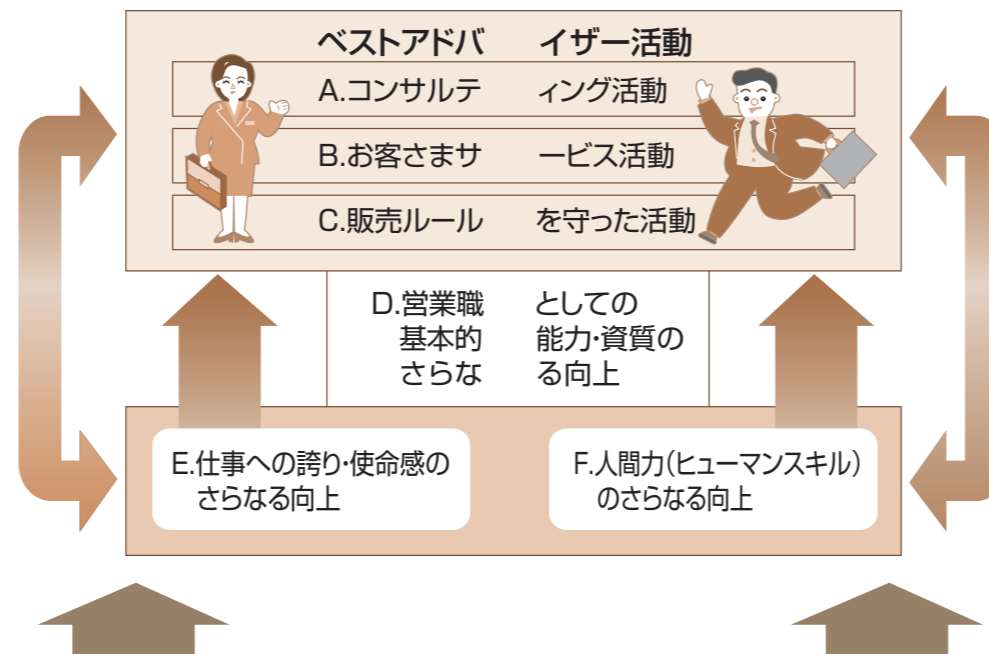 ベストアドバイザー活動
A.コンサルティング活動
B.お客さまサービス活動
C.販売ルールを守った活動
D.営業職としての
基本的能力・資質の
さらなる向上
E.仕事への誇り・使命感の
さらなる向上
F.人間力(ヒューマンスキル)
のさらなる向上